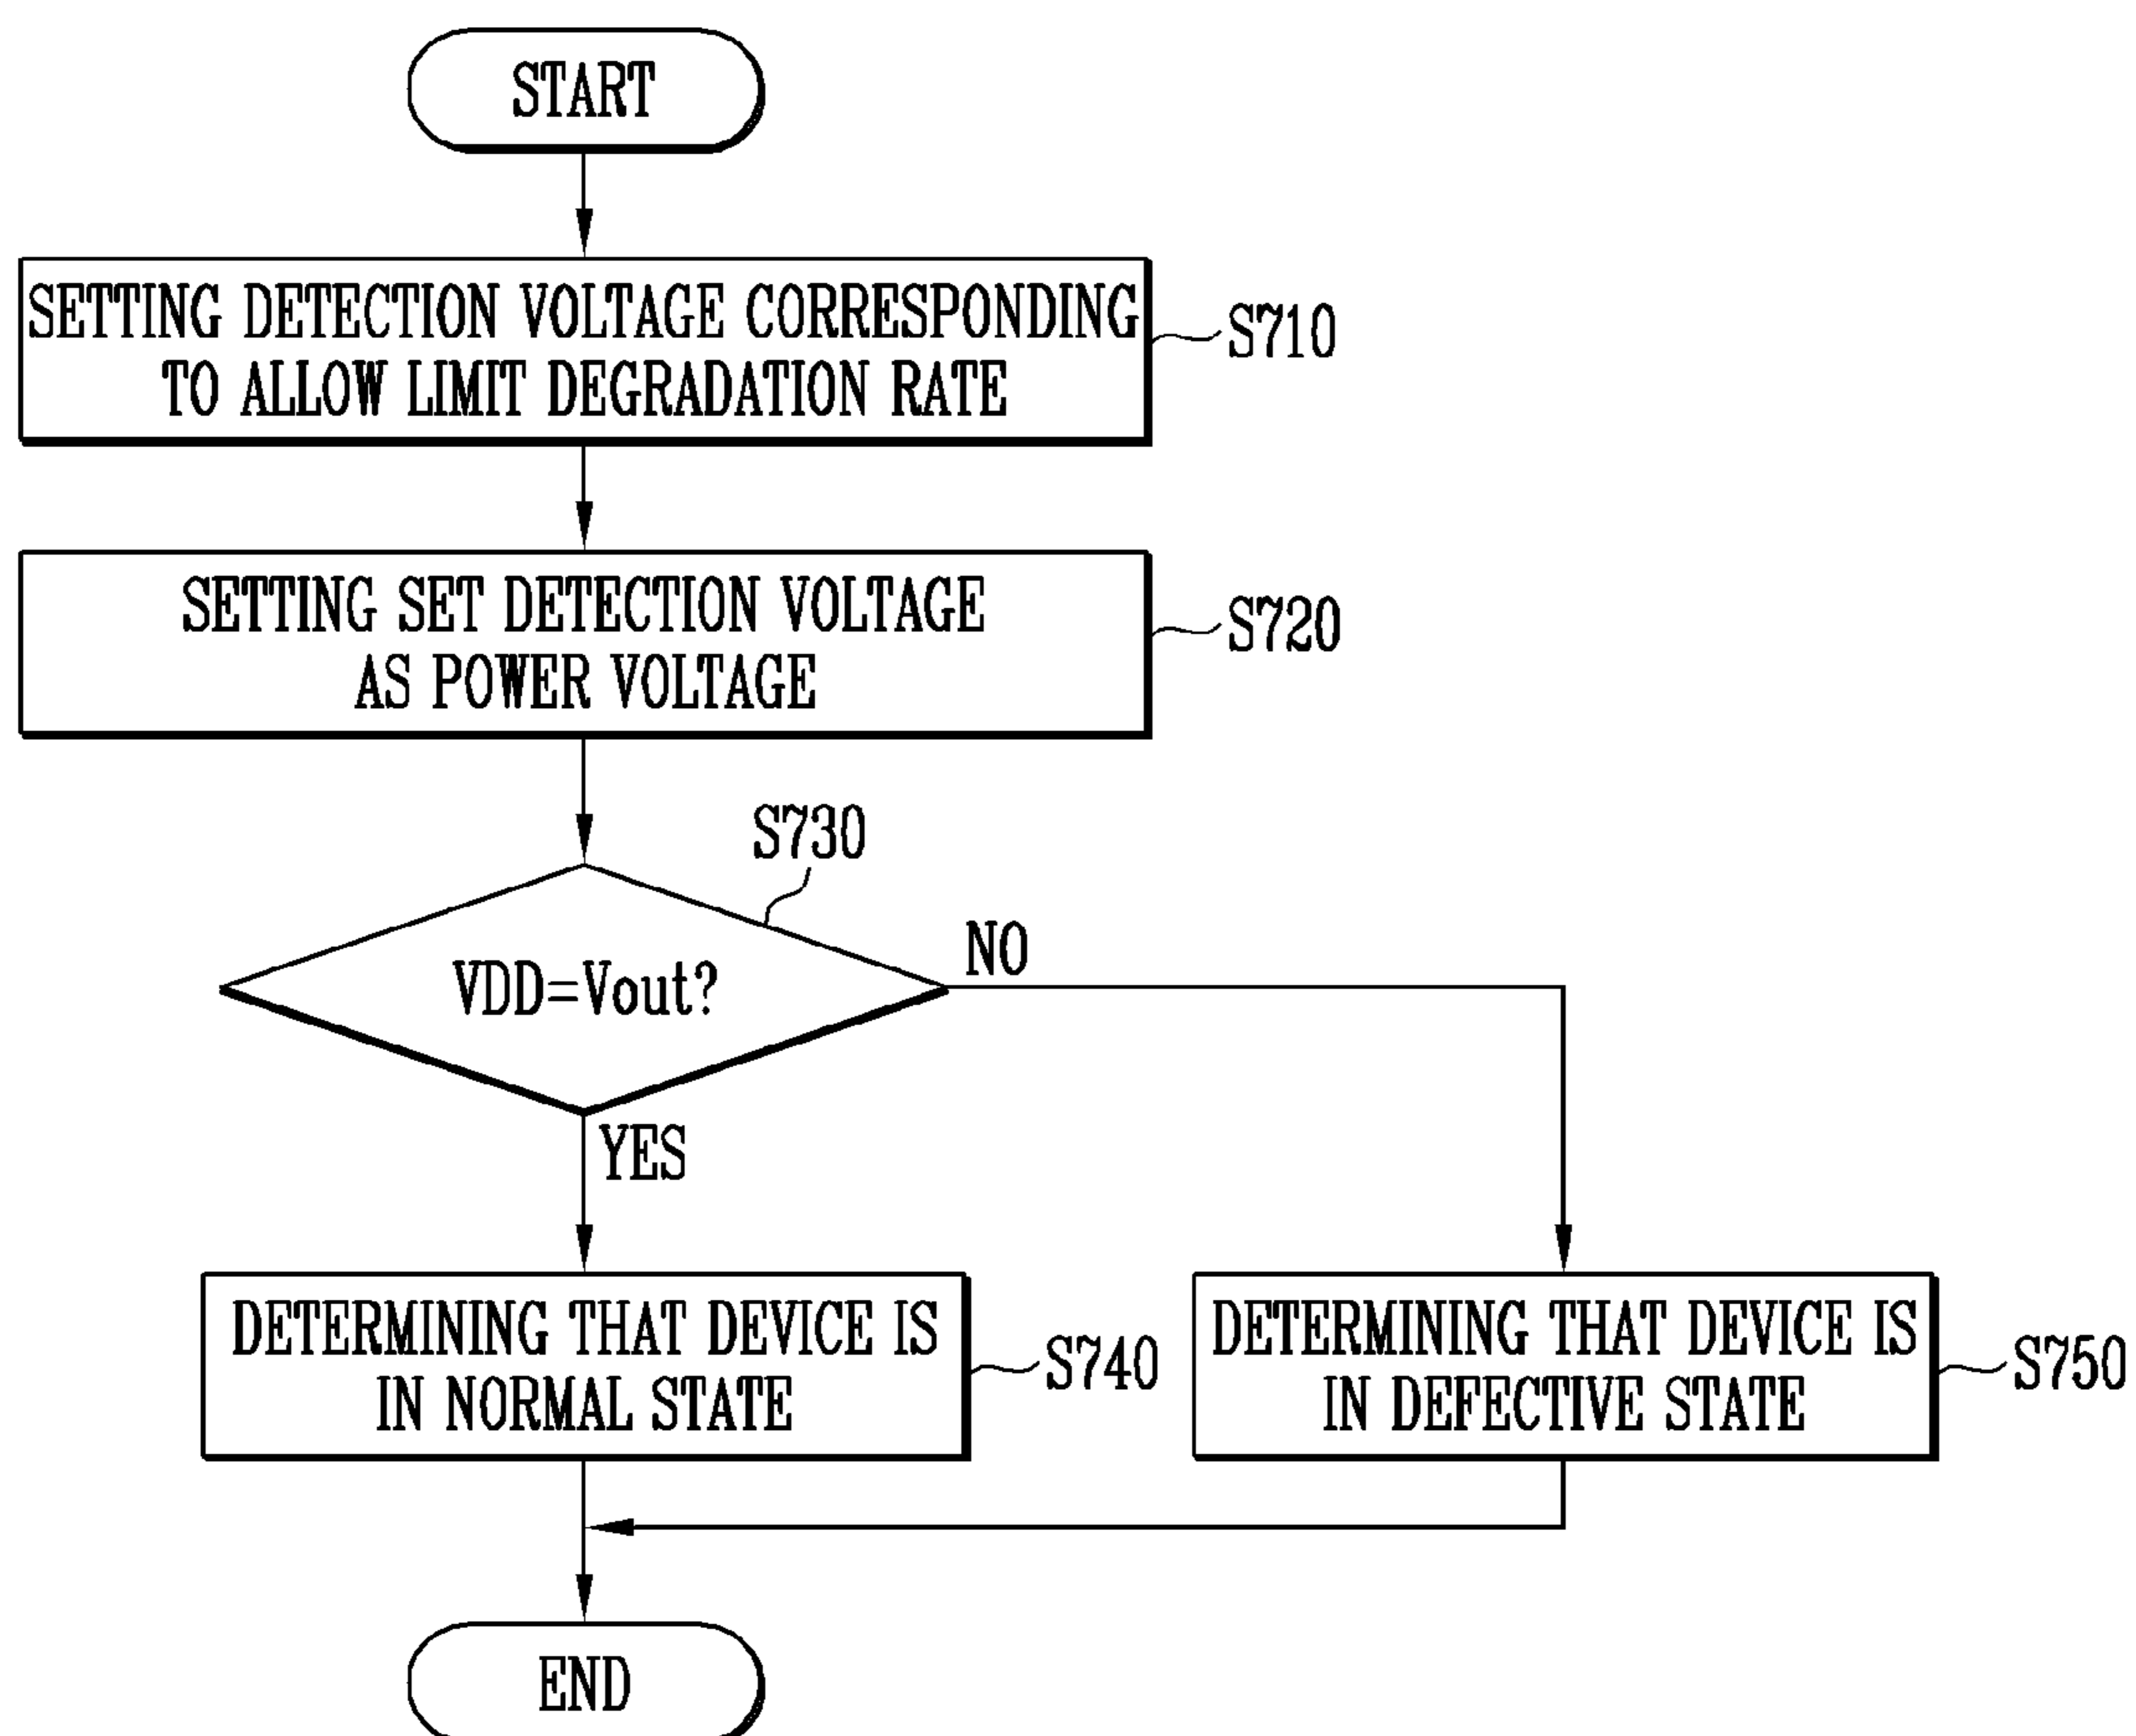 START
SETTING DETECTION VOLTAGE CORRESPONDING
TO ALLOW LIMIT DEGRADATION RATE
S710
SETTING SET DETECTION VOLTAGE
AS POWER VOLTAGE
S720
S730
VDD=Vout?
NO
YES
DETERMINING THAT DEVICE IS
IN NORMAL STATE
S740
DETERMINING THAT DEVICE IS
IN DEFECTIVE STATE
S750
END